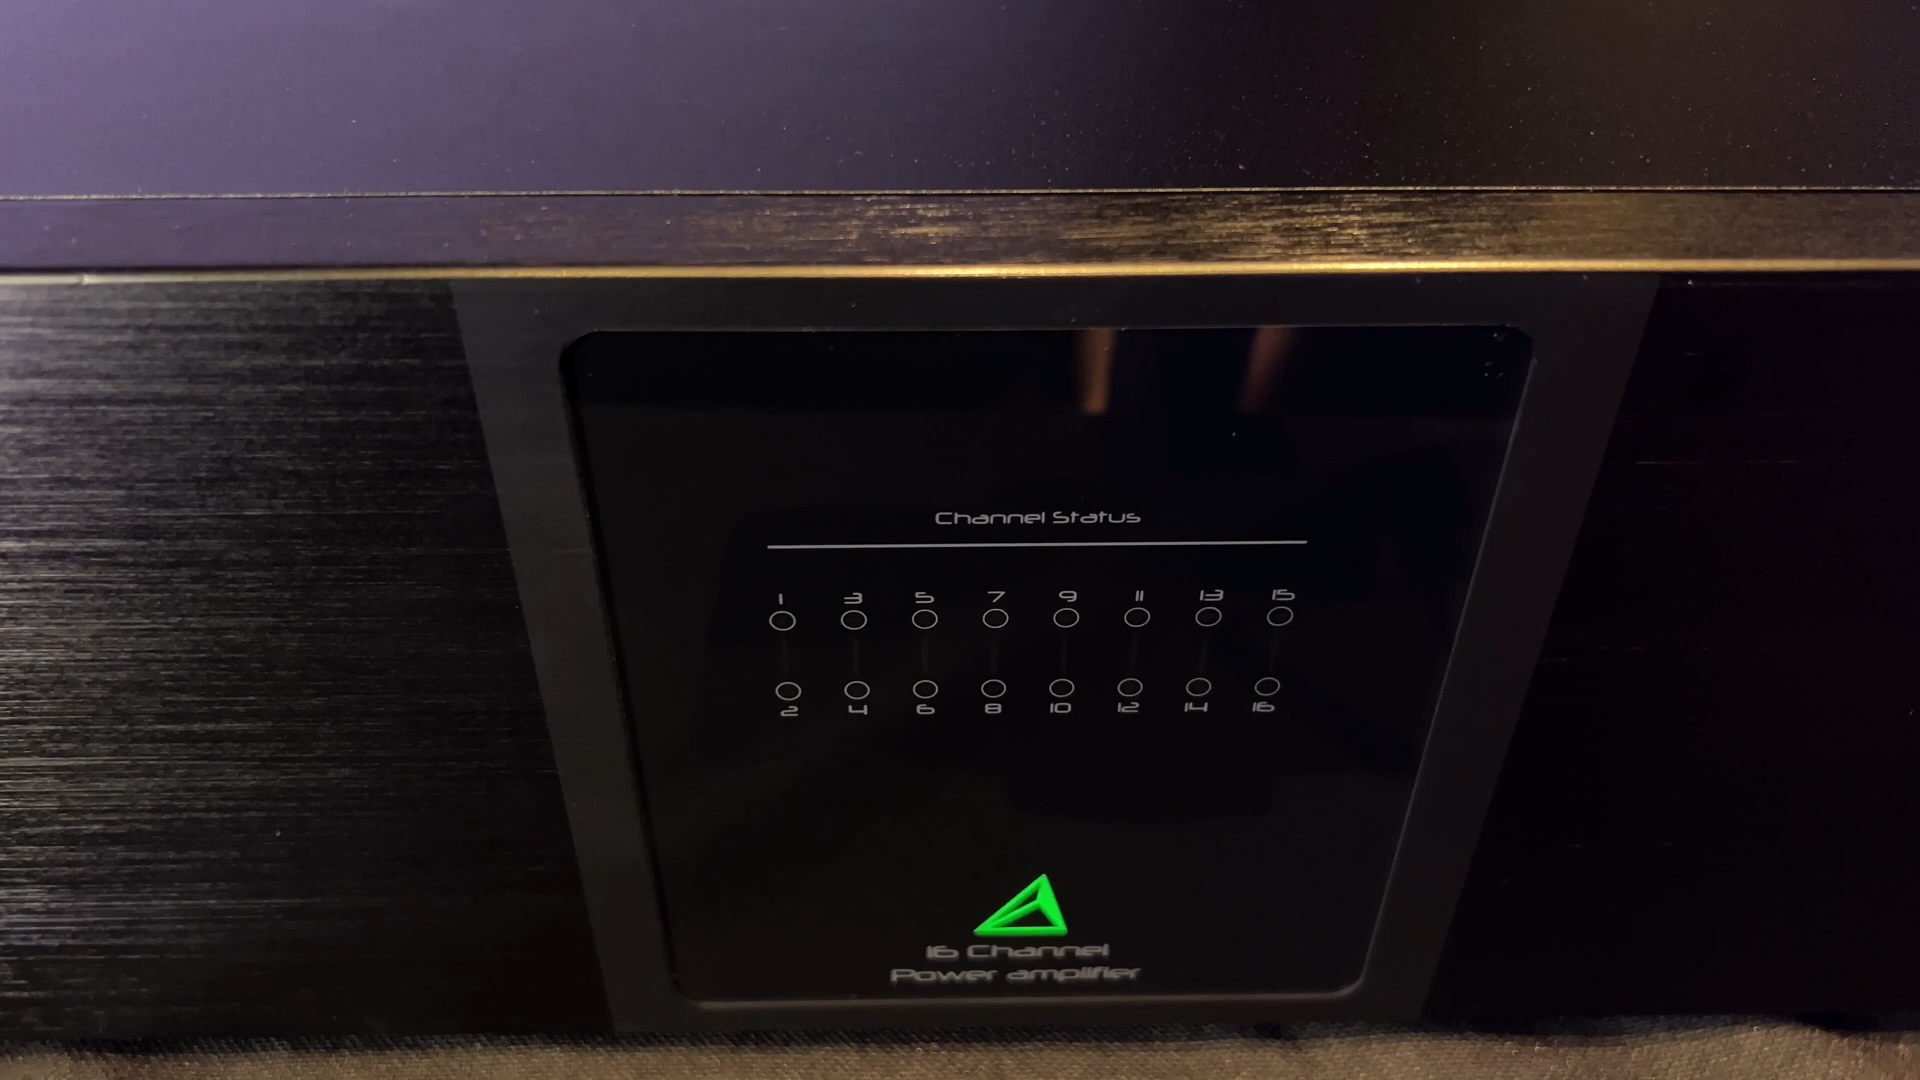 Channel Status
1 3 5 7 9 11 13 15
2 4 6 8 10 12 14 16
16 Channel
Power amplifier